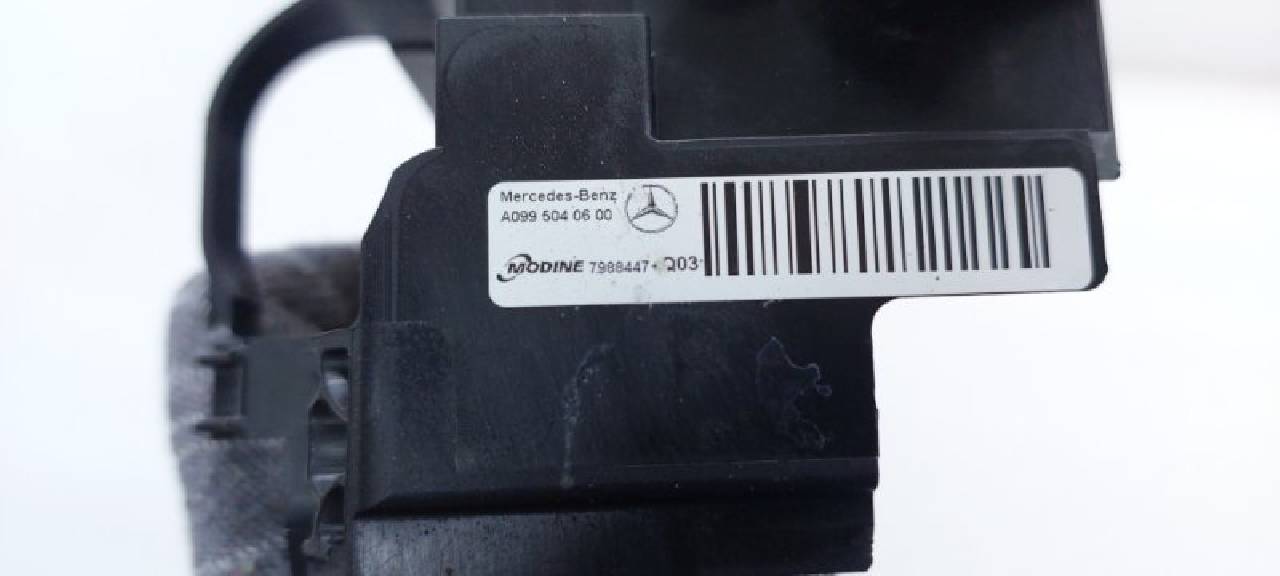 Mercedes-Benz
A099 504 06 00
MODINE 7988447-Q03